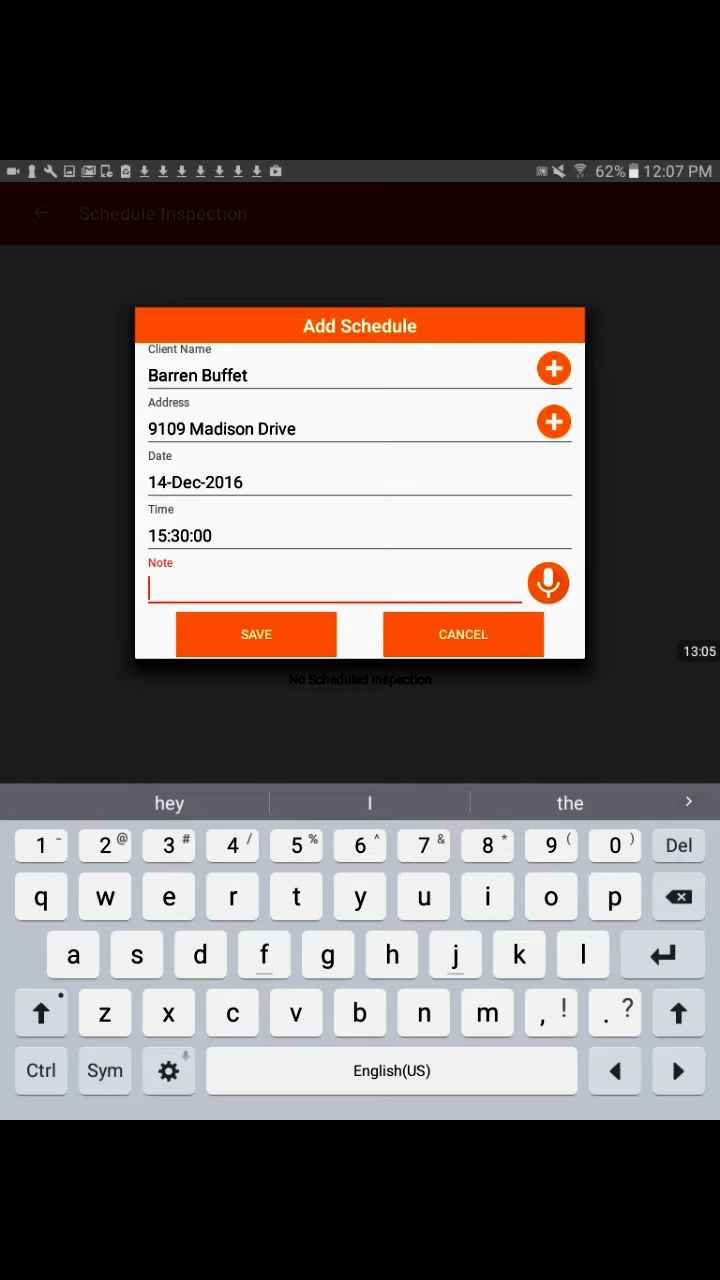 62% 12:07 PM
Schedule Inspection
Add Schedule
Client Name
Barren Buffet
Address
9109 Madison Drive
Date
14-Dec-2016
Time
15:30:00
Note
SAVE CANCEL
13:05
No Scheduled Inspection
hey I the
1 - 2 @ 3 # 4 / 5 % 6 ^ 7 & 8 * 9 ( 0 ) Del
q w e r t y u i o p
a s d f g h j k l
z x c v b n m , ! . ?
Ctrl Sym English(US)